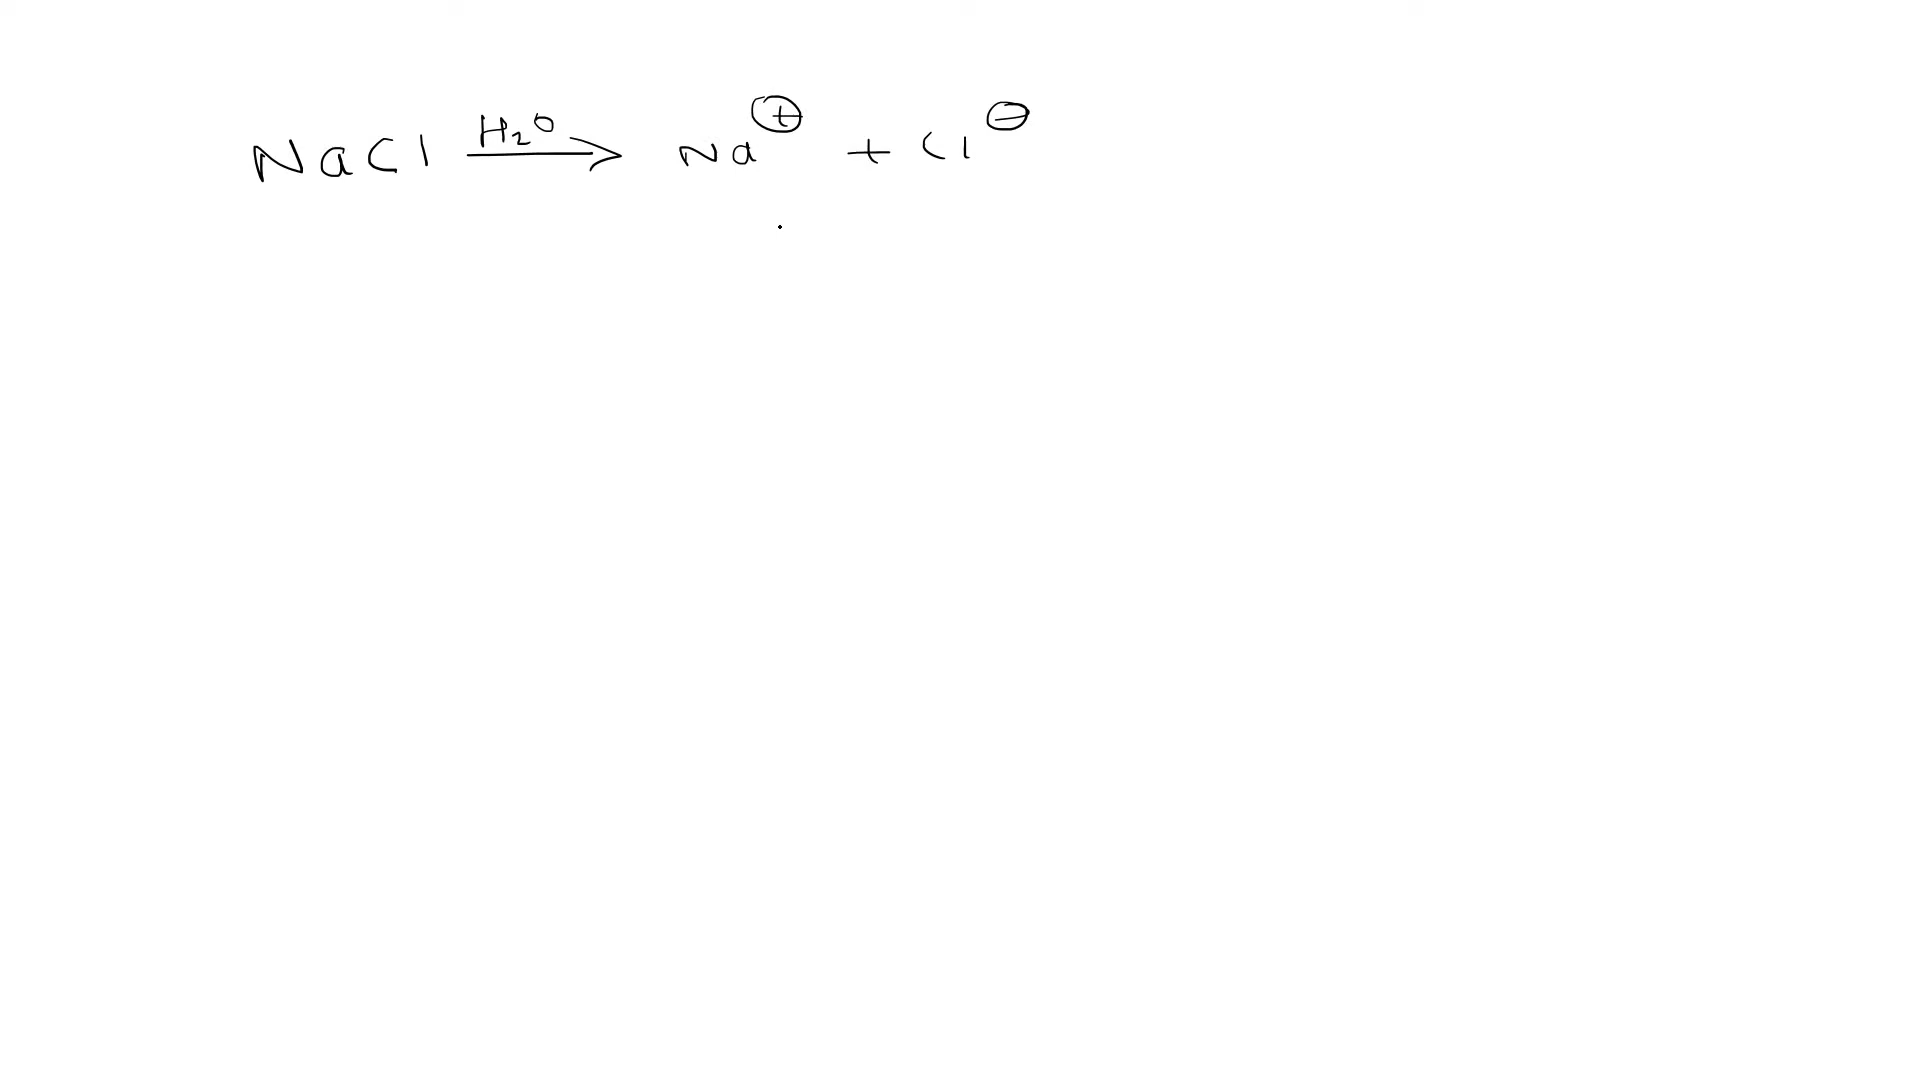 NaCl H₂O→ Na⊕ + Cl⊖